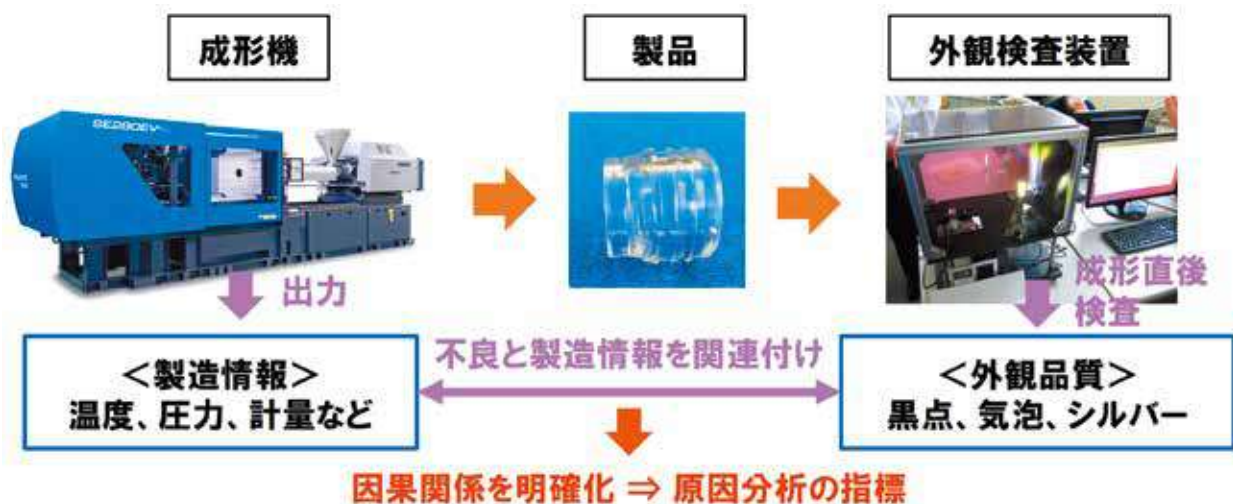 成形機
製品
外観検査装置
SE280EV
出力
成形直後
検査
不良と製造情報を関連付け
＜製造情報＞
温度、圧力、計量など
＜外観品質＞
黒点、気泡、シルバー
因果関係を明確化 ⇒ 原因分析の指標